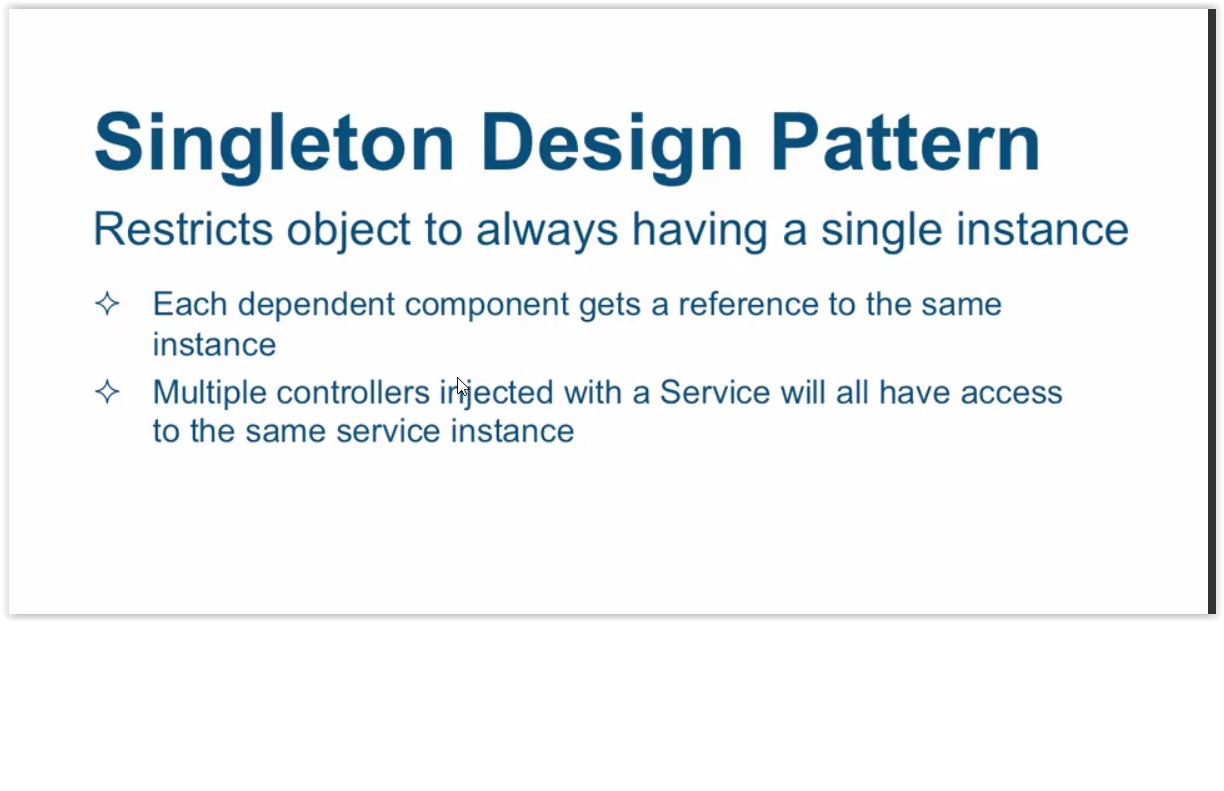 Singleton Design Pattern
Restricts object to always having a single instance
✧ Each dependent component gets a reference to the same
instance
✧ Multiple controllers injected with a Service will all have access
to the same service instance